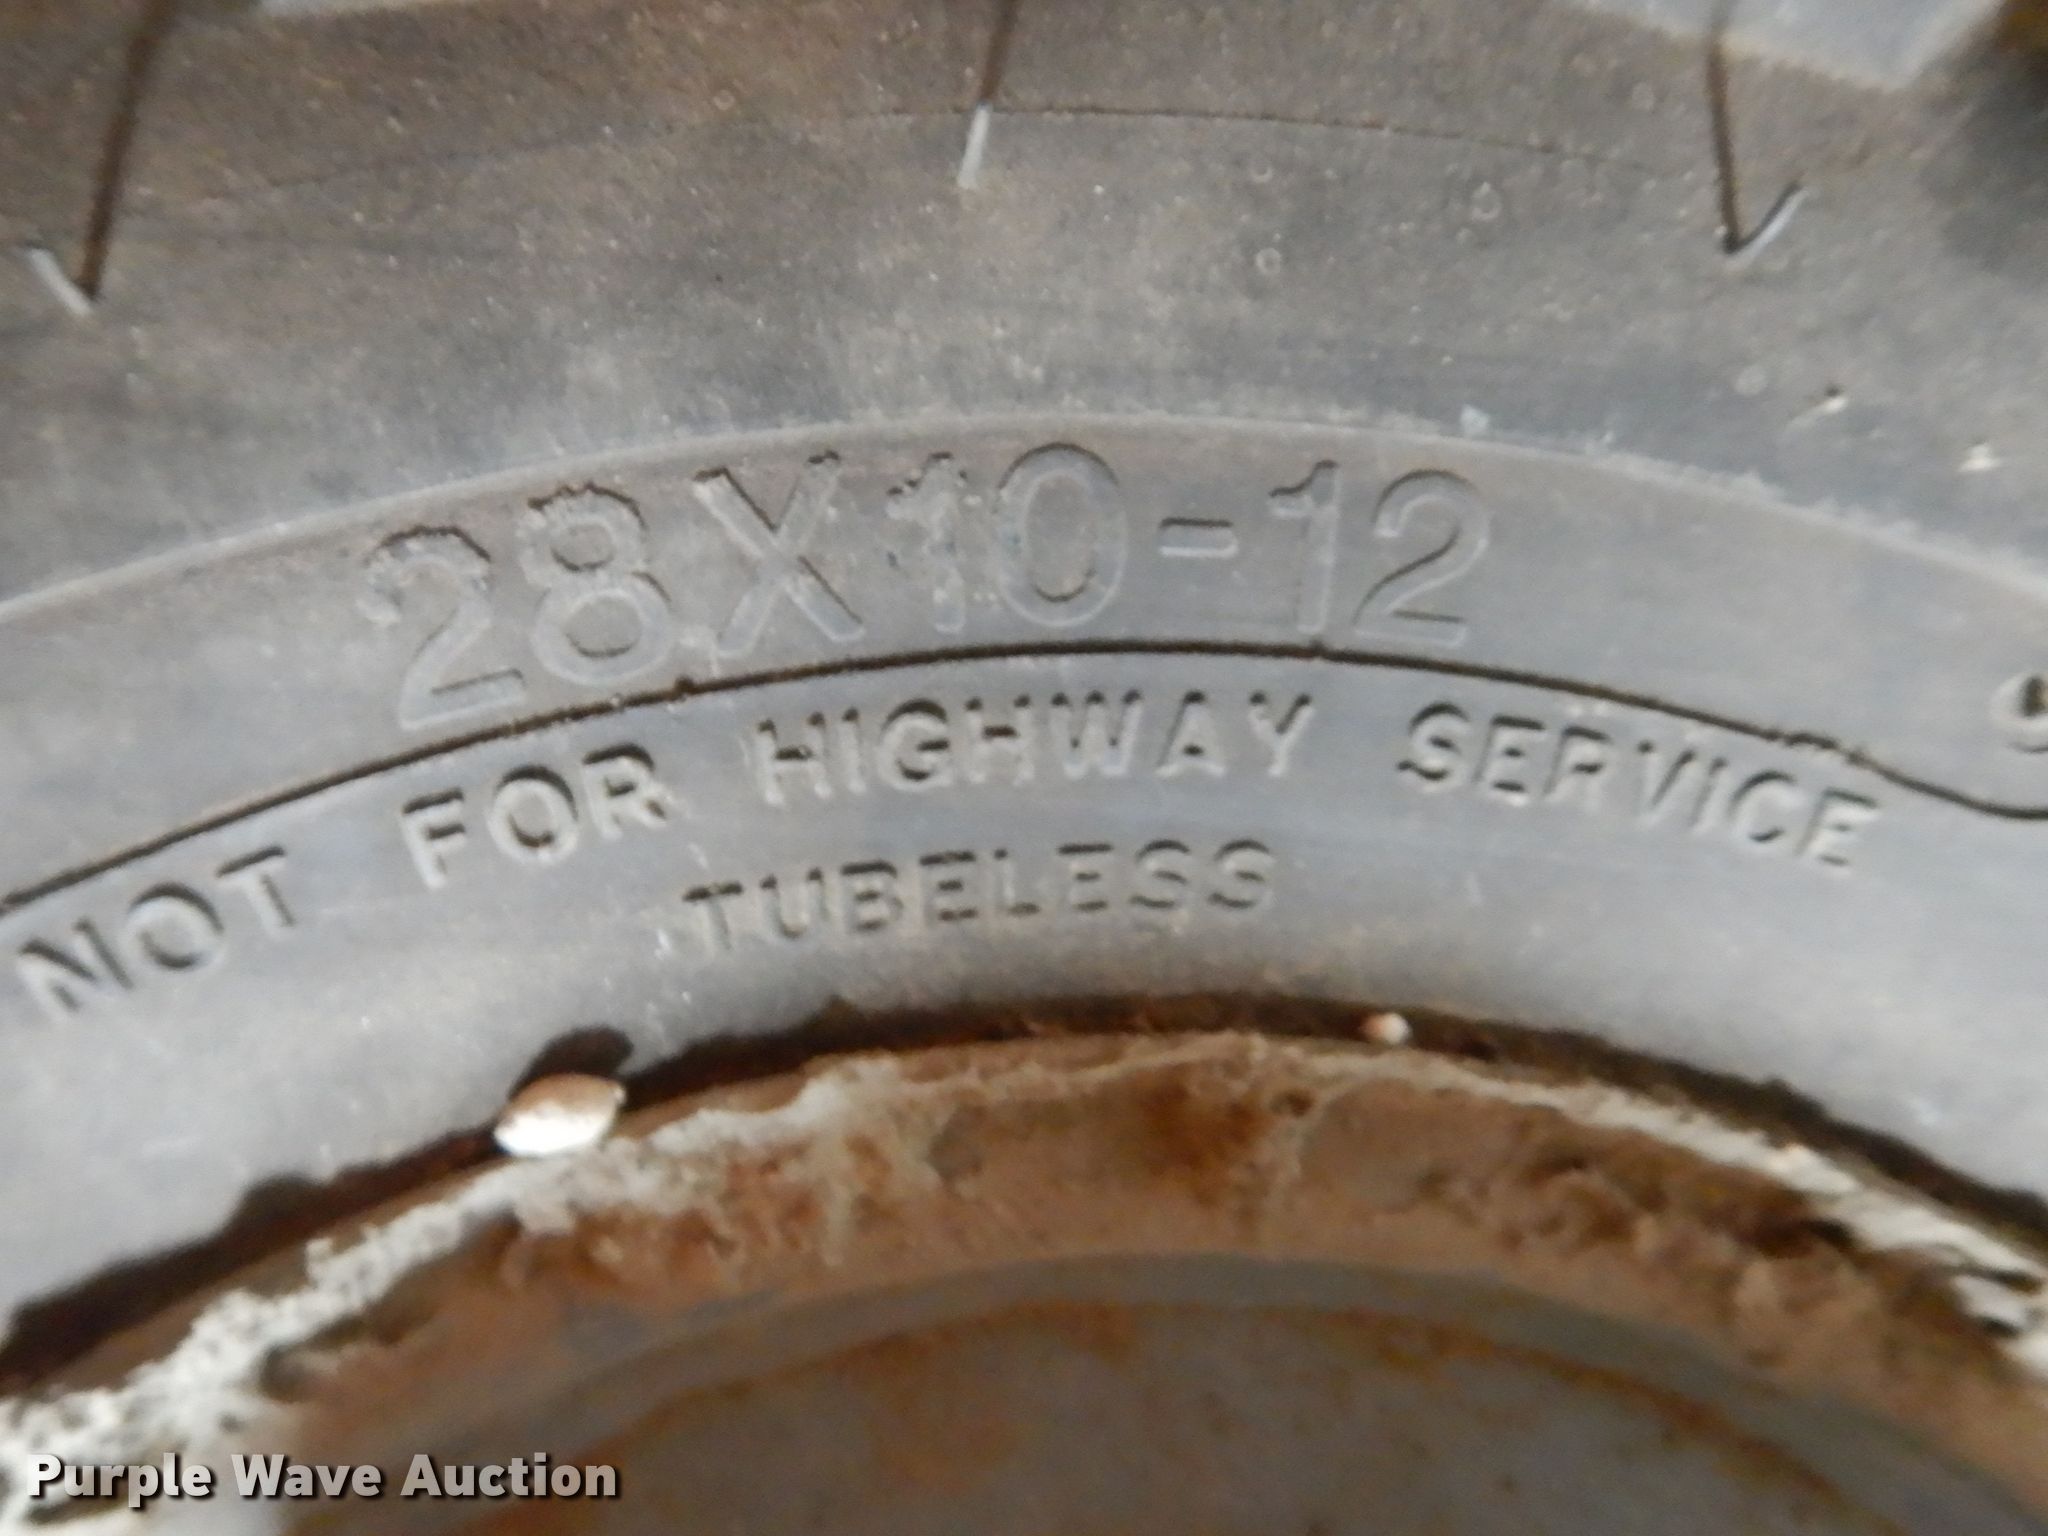 28X10-12
NOT FOR HIGHWAY SERVICE
TUBELESS
Purple Wave Auction